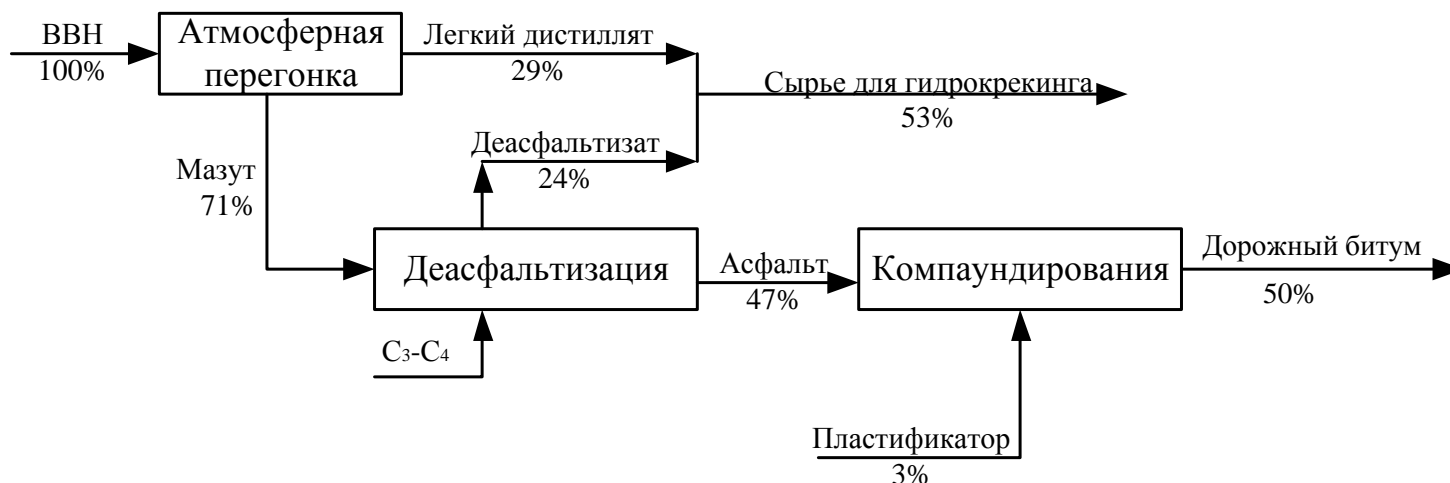 ВВН
100%
Атмосферная
перегонка
Легкий дистиллят
29%
Сырье для гидрокрекинга
53%
Деасфальтизат
24%
Мазут
71%
Деасфальтизация
Асфальт
47%
Компаундирования
Дорожный битум
50%
C₃-C₄
Пластификатор
3%